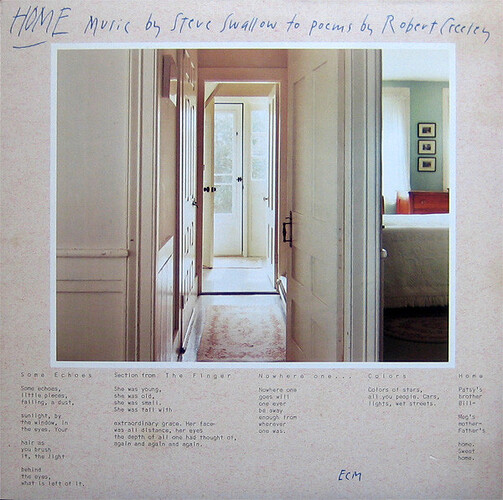 HOME Music by Steve Swallow to poems by Robert Creeley
Some Echoes
Some echoes,
little pieces,
falling, a dust,
sunlight, by
the window, in
the eyes. Your
hair as
you brush
it, the light
behind
the eyes,
what is left of it.
Section from The Finger
She was young,
she was old,
she was small.
She was tall with
extraordinary grace. Her face
was all distance, her eyes
the depth of all one had thought of,
again and again and again.
Nowhere one...
Nowhere one
goes will
one ever
be away
enough from
wherever
one was.
Colors
Colors of stars,
all you people. Cars,
lights, wet streets.
Home
Patsy's
brother
Bill-
Meg's
mother-
Father's
home.
Sweet
home.
ECM